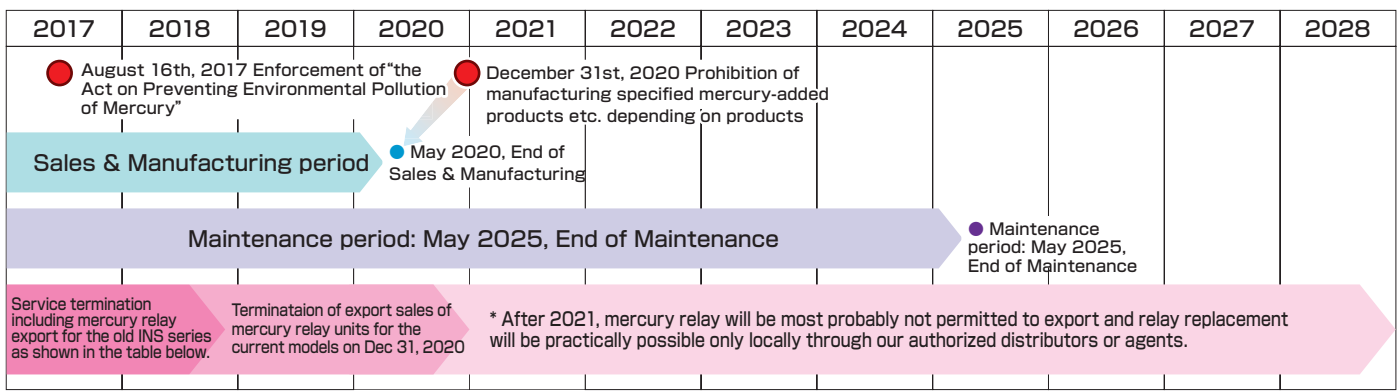 2017 2018 2019 2020 2021 2022 2023 2024 2025 2026 2027 2028
August 16th, 2017 Enforcement of “the
Act on Preventing Environmental Pollution
of Mercury”
December 31st, 2020 Prohibition of
manufacturing specified mercury-added
products etc. depending on products
Sales & Manufacturing period
May 2020, End of
Sales & Manufacturing
Maintenance period: May 2025, End of Maintenance
Maintenance
period: May 2025,
End of Maintenance
Service termination
including mercury relay
export for the old INS series
as shown in the table below.
Terminataion of export sales of
mercury relay units for the
current models on Dec 31, 2020
* After 2021, mercury relay will be most probably not permitted to export and relay replacement
will be practically possible only locally through our authorized distributors or agents.